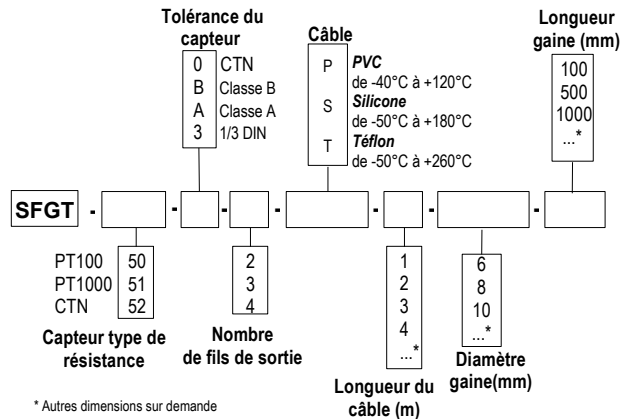 Tolérance du
capteur
0 CTN
B Classe B
A Classe A
3 1/3 DIN
Câble
P PVC
de -40°C à +120°C
S Silicone
de -50°C à +180°C
T Téflon
de -50°C à +260°C
Longueur
gaine (mm)
100
500
1000
...*
SFGT - - - - - - -
PT100 50
PT1000 51
CTN 52
Capteur type de
résistance
2
3
4
Nombre
de fils de sortie
1
2
3
4
...*
Longueur du
câble (m)
6
8
10
...*
Diamètre
gaine(mm)
* Autres dimensions sur demande